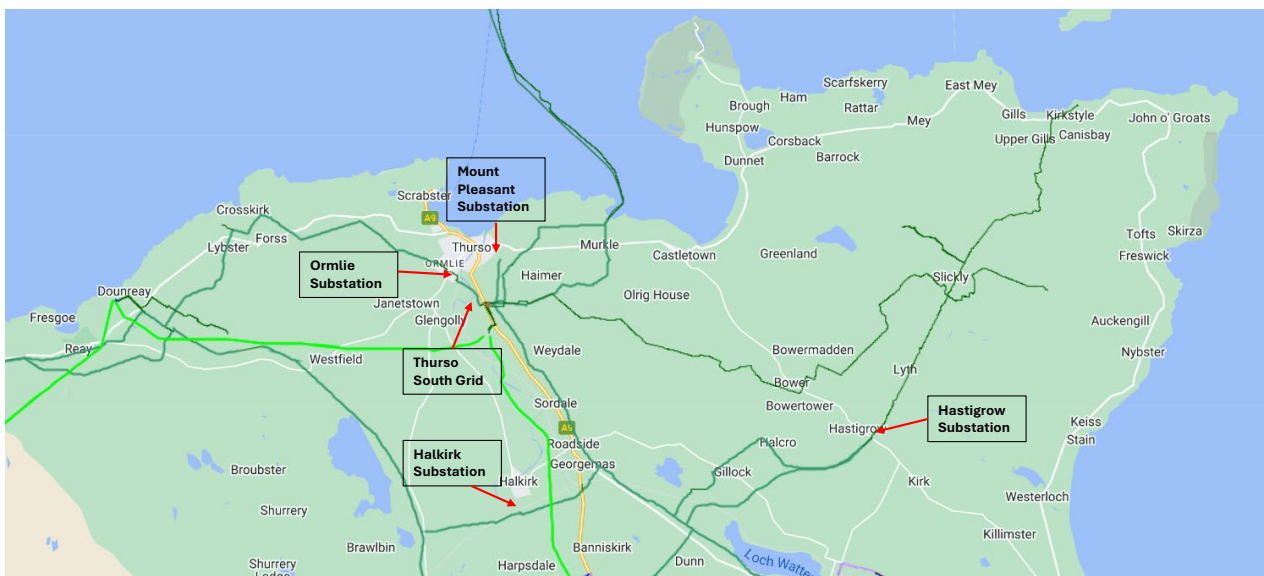 Scarfskerry
East Mey
Ham
Brough
Rattar
Gills
Kirkstyle
John o' Groats
Mey
Hunspow
Corsback
Upper Gills
Canisbay
Dunnet
Barrock
Mount
Pleasant
Substation
Scrabster
Crosskirk
A9
Tofts
Skirza
Lybster
Forss
Thurso
Murkle
Castletown
Greenland
Freswick
ORMLIE
Ormlie
Substation
Haimer
Slickly
Dounreay
Janetstown
Olrig House
Fresgoe
Glengolly
Auckengill
Reay
Westfield
Weydale
Bowermadden
Nybster
Thurso
South Grid
Lyth
Bower
Sordale
Bowertower
Hastigrow
Substation
A9
Hastigrow
Keiss
Stain
Roadside
Halcro
Halkirk
Substation
Georgemas
Broubster
Gillock
Halkirk
Kirk
Westerloch
Shurrery
Killimster
Brawlbin
Banniskirk
Shurrery
Harpsdale
Dunn
Loch Watten